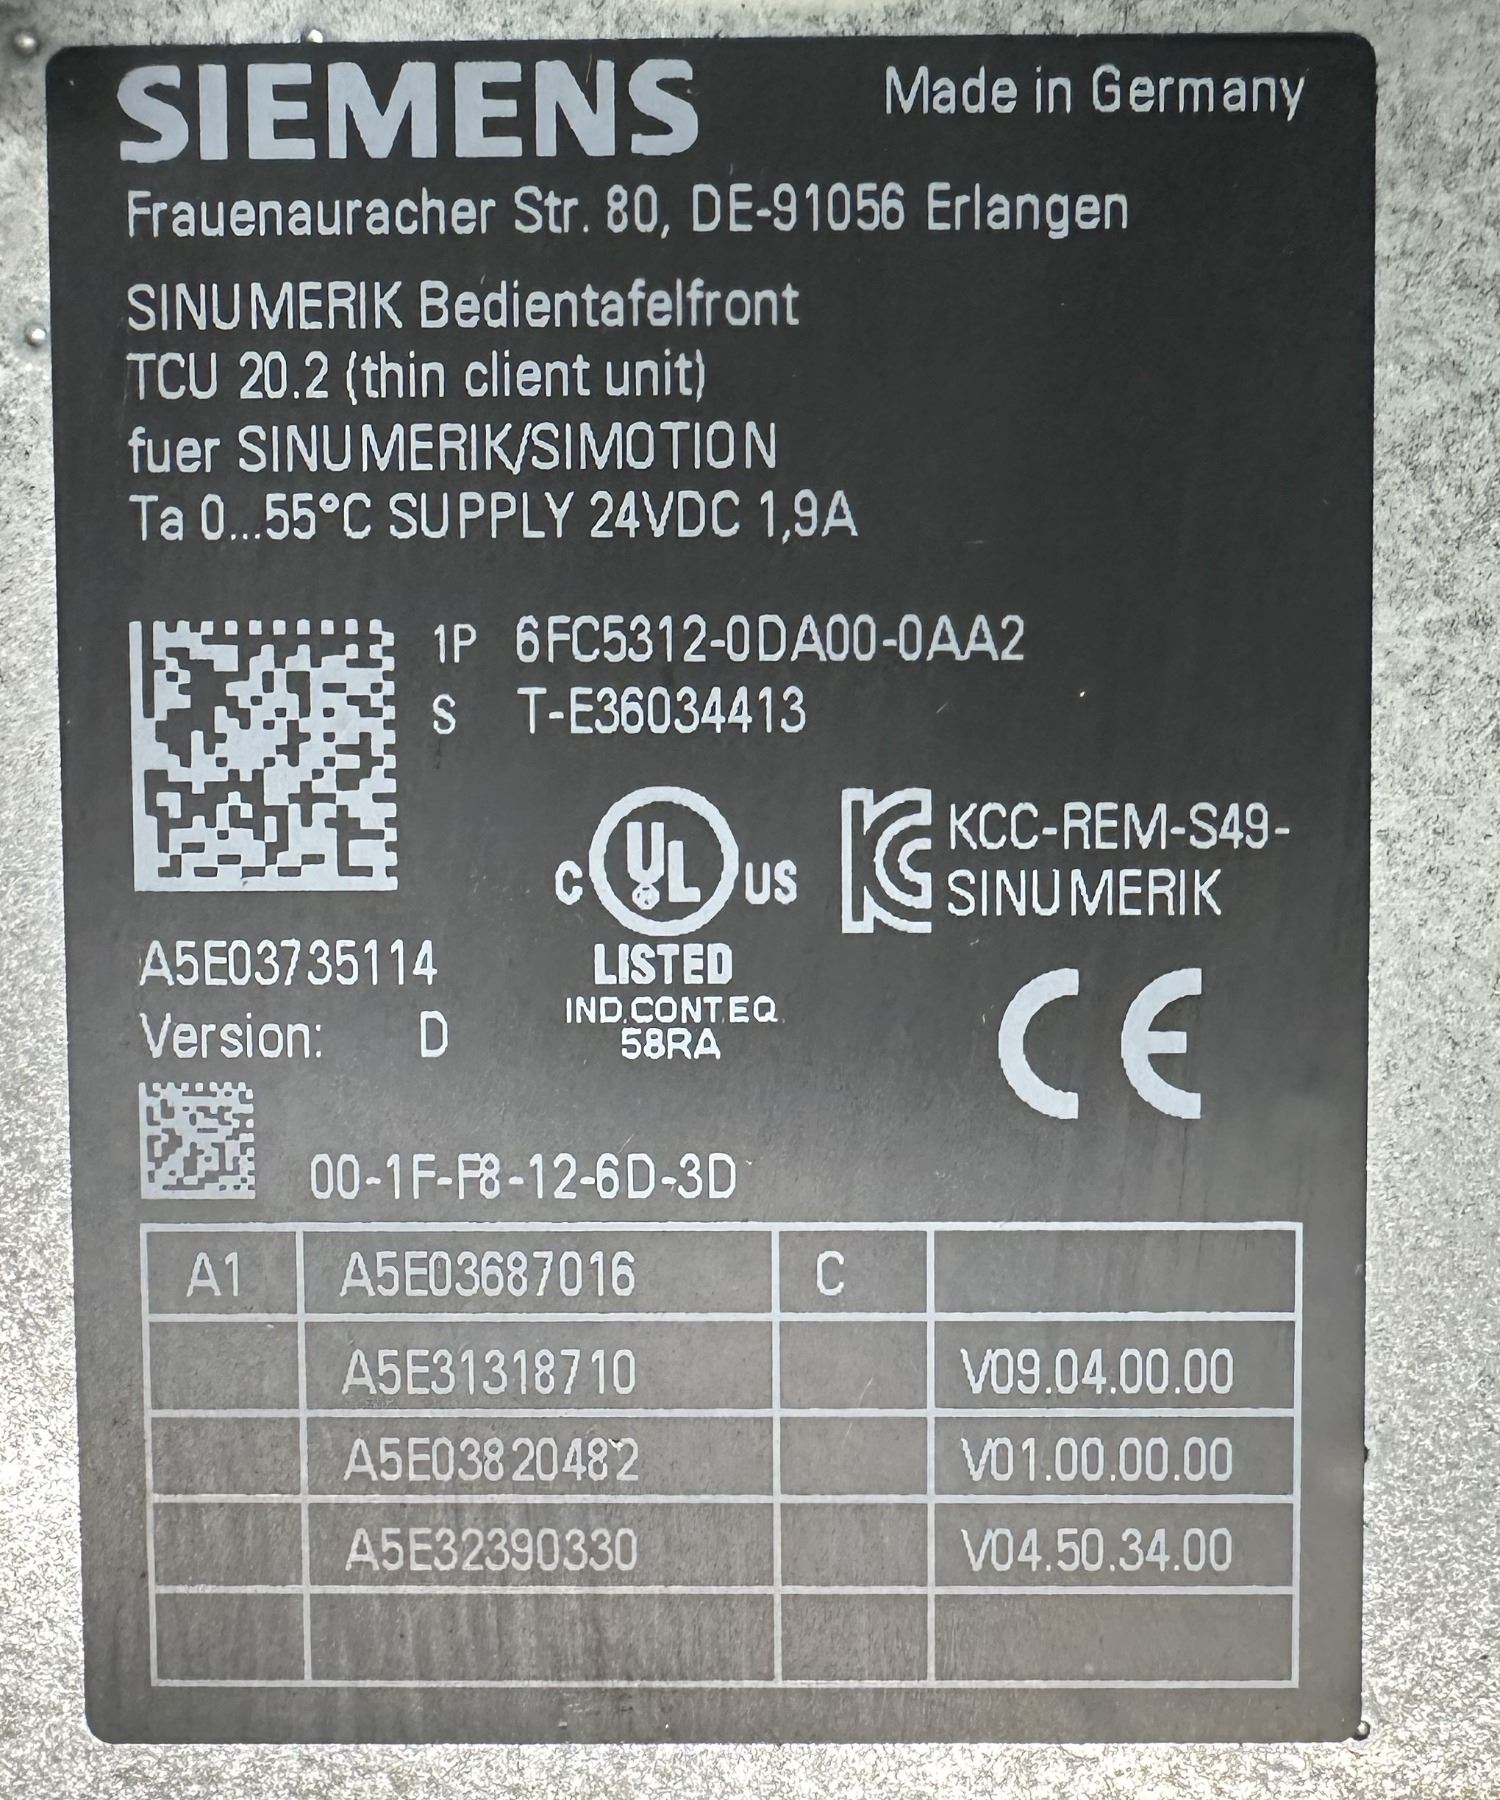 SIEMENS
Made in Germany
Frauenauracher Str. 80, DE-91056 Erlangen
SINUMERIK Bedientafelfront
TCU 20.2 (thin client unit)
fuer SINUMERIK/SIMOTION
Ta 0...55°C SUPPLY 24VDC 1,9A
1P 6FC5312-0DA00-0AA2
S T-E36034413
C UL US
LISTED
IND.CONT.EQ.
58RA
KCC-REM-S49-
SINUMERIK
A5E03735114
Version: D
CE
00-1F-F8-12-6D-3D
A1 A5E03687016 C
A5E31318710 V09.04.00.00
A5E03820482 V01.00.00.00
A5E32390330 V04.50.34.00